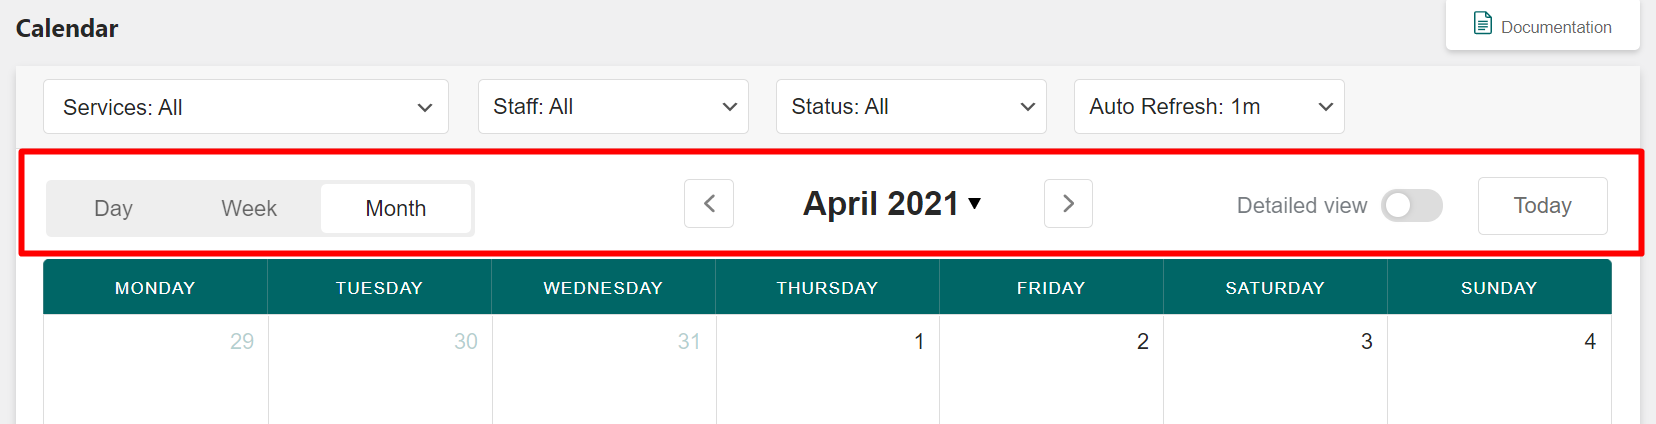 Calendar
Documentation
Services: All Staff: All Status: All Auto Refresh: 1m
Day Week Month April 2021 Detailed view Today
MONDAY TUESDAY WEDNESDAY THURSDAY FRIDAY SATURDAY SUNDAY
29 30 31 1 2 3 4